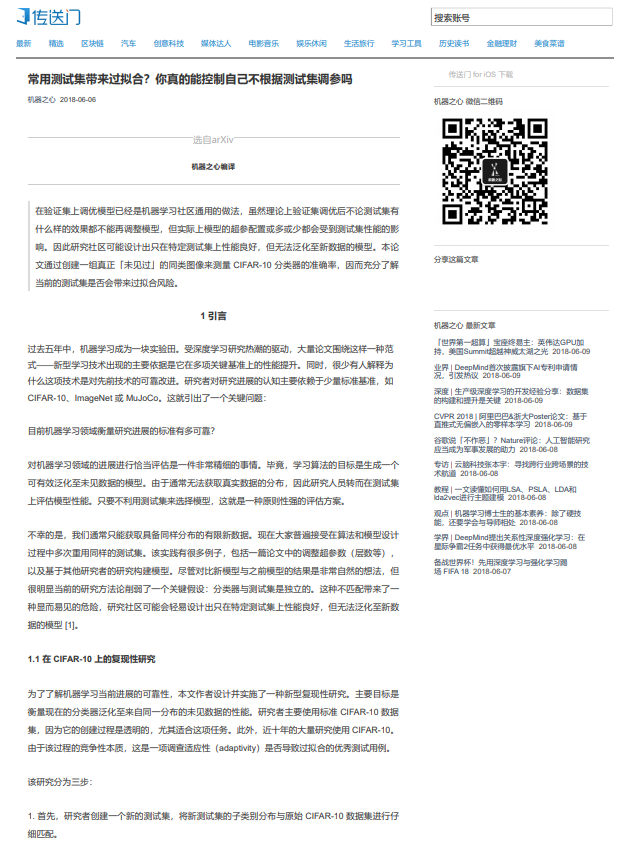 传送门
搜索账号
最新 精选 区块链 汽车 创意科技 媒体达人 电影音乐 娱乐休闲 生活旅行 学习工具 历史读书 金融理财 美食菜谱
常用测试集带来过拟合？你真的能控制自己不根据测试集调参吗
机器之心 2018-06-06
选自arXiv
机器之心编译
在验证集上调优模型已经是机器学习社区通用的做法，虽然理论上验证集调优后不论测试集有
什么样的效果都不能再调整模型，但实际上模型的超参配置或多或少都会受到测试集性能的影
响。因此研究社区可能设计出只在特定测试集上性能良好，但无法泛化至新数据的模型。本论
文通过创建一组真正「未见过」的同类图像来测量 CIFAR-10 分类器的准确率，因而充分了解
当前的测试集是否会带来过拟合风险。
1 引言
过去五年中，机器学习成为一块实验田。受深度学习研究热潮的驱动，大量论文围绕这样一种范
式——新型学习技术出现的主要依据是它在多项关键基准上的性能提升。同时，很少有人解释为
什么这项技术是对先前技术的可靠改进。研究者对研究进展的认知主要依赖于少量标准基准，如
CIFAR-10、ImageNet 或 MuJoCo。这就引出了一个关键问题：
目前机器学习领域衡量研究进展的标准有多可靠？
对机器学习领域的进展进行恰当评估是一件非常精细的事情。毕竟，学习算法的目标是生成一个
可有效泛化至未见数据的模型。由于通常无法获取真实数据的分布，因此研究人员转而在测试集
上评估模型性能。只要不利用测试集来选择模型，这就是一种原则性强的评估方案。
不幸的是，我们通常只能获取具备同样分布的有限新数据。现在大家普遍接受在算法和模型设计
过程中多次重用同样的测试集。该实践有很多例子，包括一篇论文中的调整超参数（层数等），
以及基于其他研究者的研究构建模型。尽管对比新模型与之前模型的结果是非常自然的想法，但
很明显当前的研究方法论削弱了一个关键假设：分类器与测试集是独立的。这种不匹配带来了一
种显而易见的危险，研究社区可能会轻易设计出只在特定测试集上性能良好，但无法泛化至新数
据的模型 [1]。
1.1 在 CIFAR-10 上的复现性研究
为了了解机器学习当前进展的可靠性，本文作者设计并实施了一种新型复现性研究。主要目标是
衡量现在的分类器泛化至来自同一分布的未见数据的性能。研究者主要使用标准 CIFAR-10 数据
集，因为它的创建过程是透明的，尤其适合这项任务。此外，近十年的大量研究使用 CIFAR-10。
由于该过程的竞争性本质，这是一项调查适应性（adaptivity）是否导致过拟合的优秀测试用例。
该研究分为三步：
1. 首先，研究者创建一个新的测试集，将新测试集的子类别分布与原始 CIFAR-10 数据集进行仔
细匹配。
传送门 for iOS 下载
机器之心 微信二维码
分享这篇文章
机器之心 最新文章
「世界第一超算」宝座终易主：英伟达GPU加
持，美国Summit超越神威太湖之光 2018-06-09
业界 | DeepMind首次披露旗下AI专利申请情
况，引发热议 2018-06-09
深度 | 生产级深度学习的开发经验分享：数据集
的构建和提升是关键 2018-06-09
CVPR 2018 | 阿里巴巴&浙大Poster论文：基于
直推式无偏嵌入的零样本学习 2018-06-09
谷歌说「不作恶」？Nature评论：人工智能研究
应当成为军事发展的助力 2018-06-08
专访 | 云脑科技张本宇：寻找跨行业跨场景的技
术航道 2018-06-08
教程 | 一文读懂如何用LSA、PSLA、LDA和
lda2vec进行主题建模 2018-06-08
观点 | 机器学习博士生的基本素养：除了硬技
能，还要学会与导师相处 2018-06-08
学界 | DeepMind提出关系性深度强化学习：在
星际争霸2任务中获得最优水平 2018-06-08
备战世界杯！先用深度学习与强化学习踢
场 FIFA 18 2018-06-07